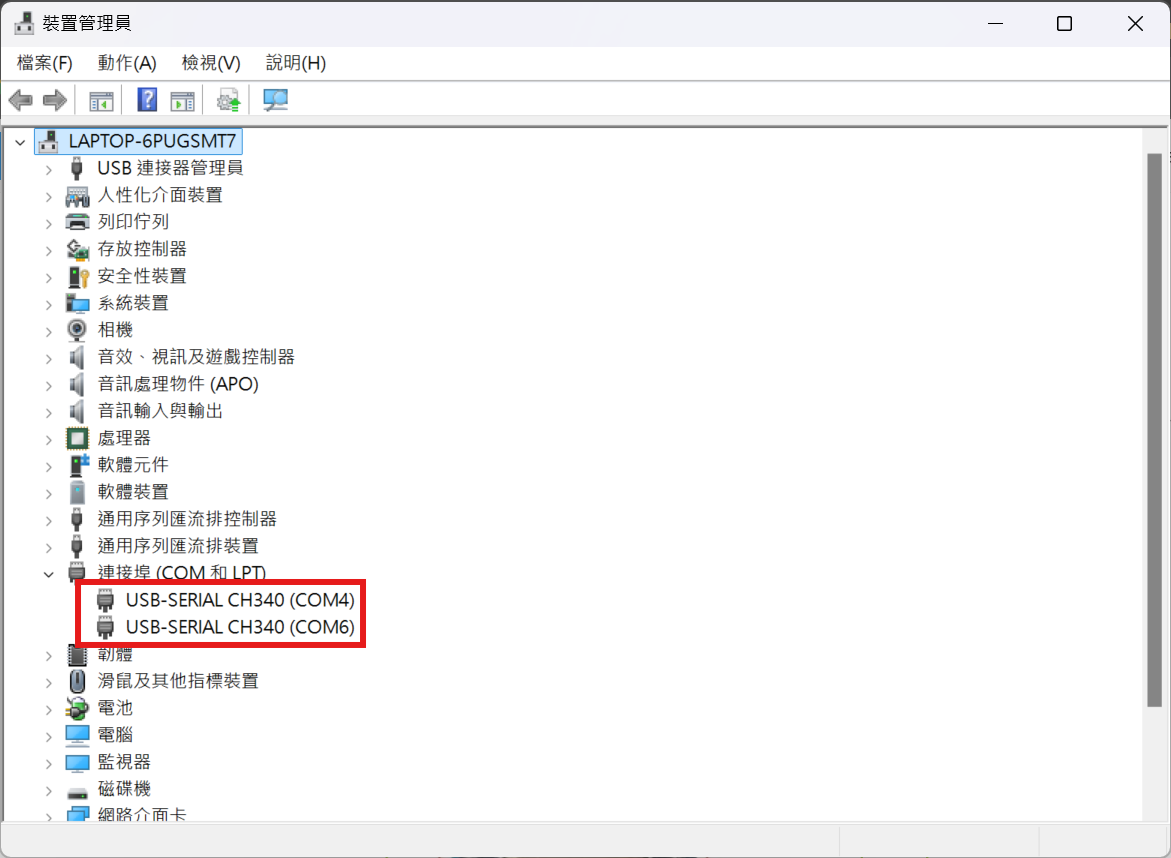 裝置管理員
檔案(F) 動作(A) 檢視(V) 說明(H)
?
LAPTOP-6PUGSMT7
USB 連接器管理員
人性化介面裝置
列印佇列
存放控制器
安全性裝置
系統裝置
相機
音效、視訊及遊戲控制器
音訊處理物件 (APO)
音訊輸入與輸出
處理器
軟體元件
軟體裝置
通用序列匯流排控制器
通用序列匯流排裝置
連接埠 (COM 和 LPT)
USB-SERIAL CH340 (COM4)
USB-SERIAL CH340 (COM6)
韌體
滑鼠及其他指標裝置
電池
電腦
監視器
磁碟機
網路介面卡